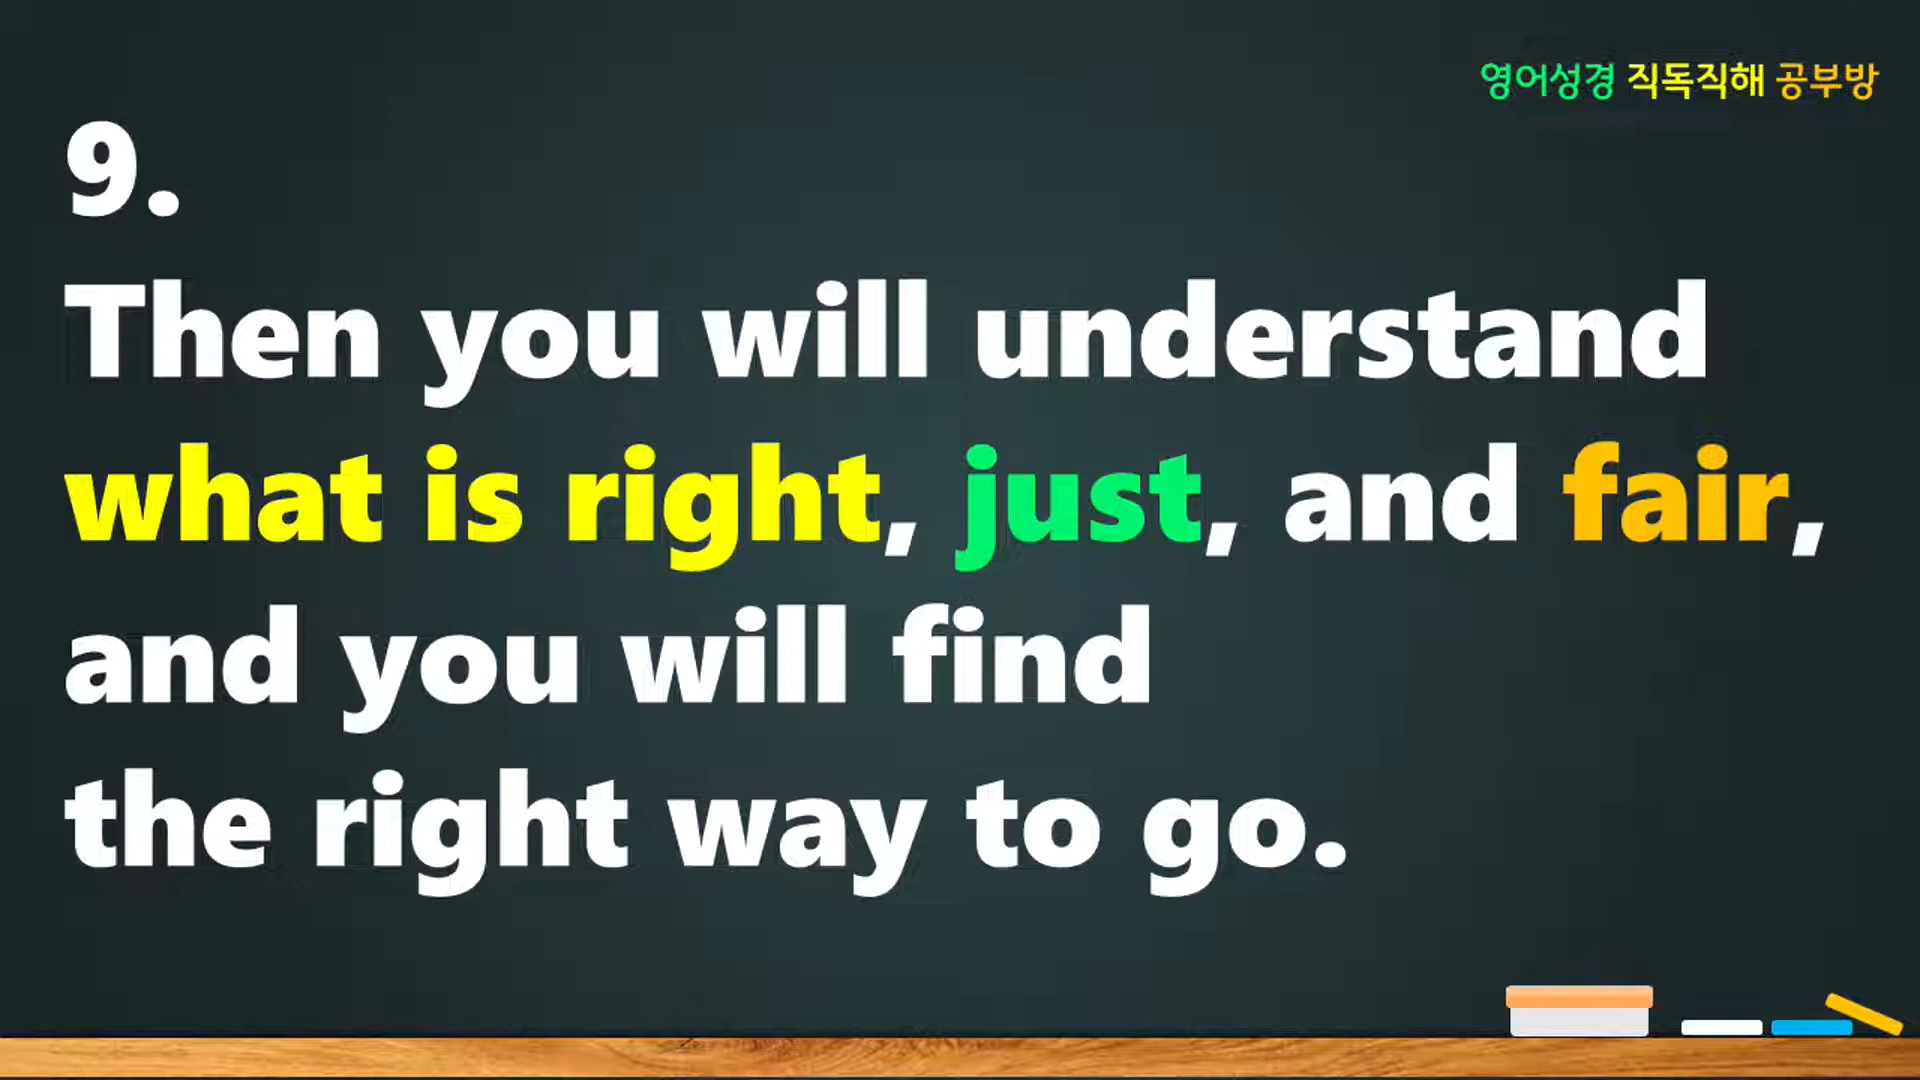 영어성경 직독직해 공부방
9.
Then you will understand
what is right, just, and fair,
and you will find
the right way to go.